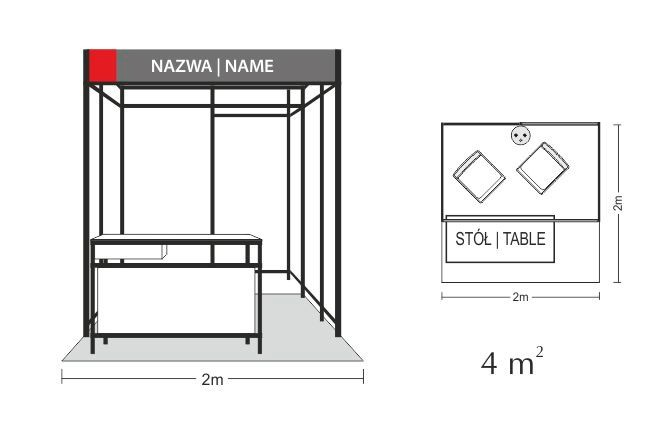 NAZWA | NAME
2m
STÓŁ | TABLE
2m
2m
4 m²